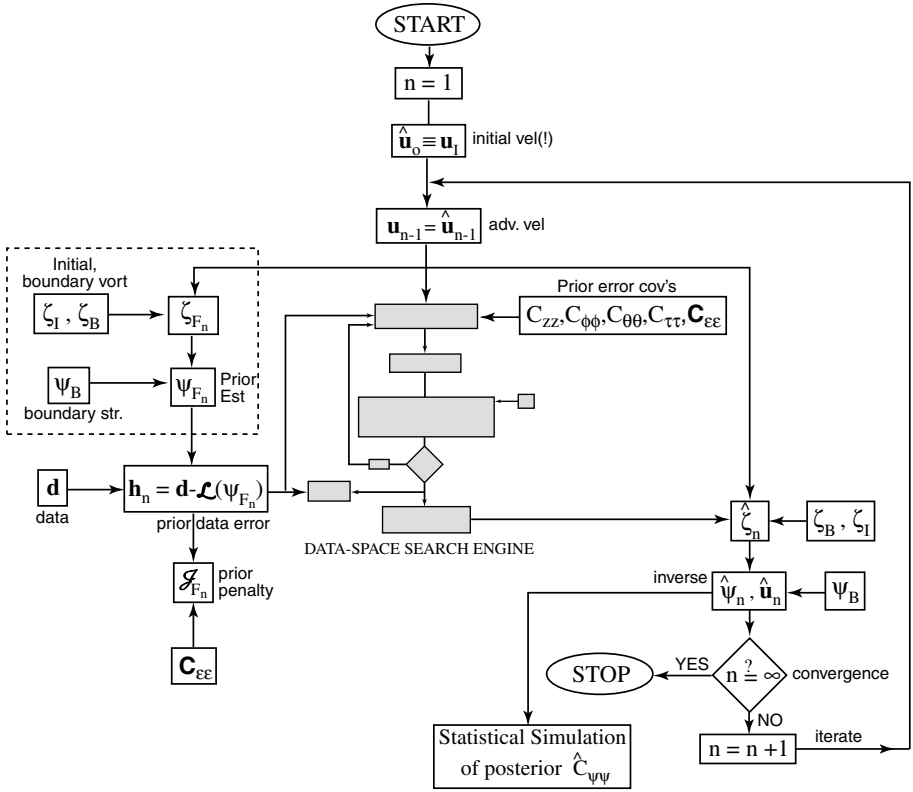 START
n = 1
û₀ ≡ u_I
initial vel(!)
u_{n-1} = û_{n-1}
adv. vel
Initial,
boundary vort
ζ_I , ζ_B
ζ_{F_n}
Prior error cov's
C_{zz},C_{ϕϕ},C_{θθ},C_{ττ},C_{εε}
ψ_B
boundary str.
ψ_{F_n}
Prior
Est
d
data
h_n = d-𝓛(ψ_{F_n})
prior data error
DATA-SPACE SEARCH ENGINE
ζ̂_n
ζ_B , ζ_I
𝒥_{F_n}
prior
penalty
inverse
ψ̂_n , û_n
ψ_B
C_{εε}
STOP
YES
n ≟ ∞
convergence
NO
Statistical Simulation
of posterior Ĉ_{ψψ}
n = n +1
iterate